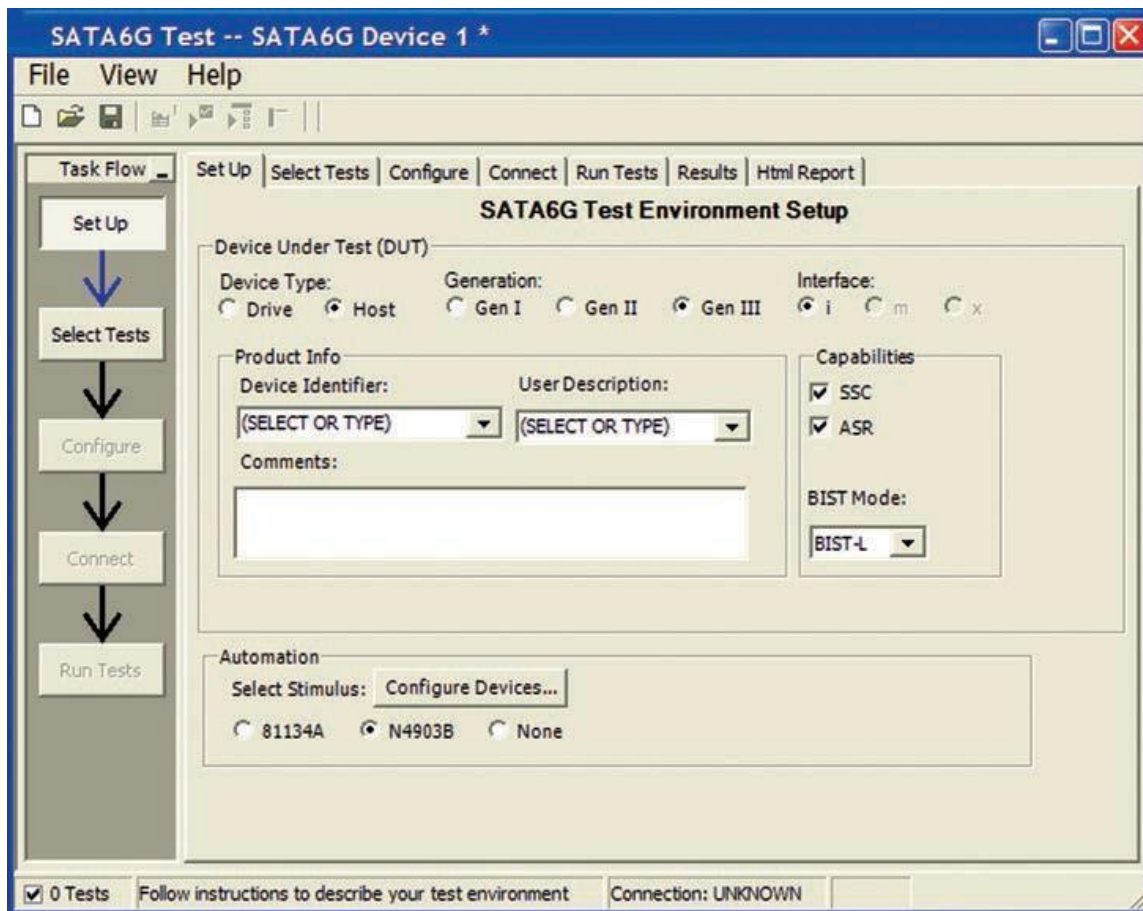 SATA6G Test -- SATA6G Device 1 *
File View Help
Task Flow
Set Up
Select Tests
Configure
Connect
Run Tests
Set Up Select Tests Configure Connect Run Tests Results Html Report
SATA6G Test Environment Setup
Device Under Test (DUT)
Device Type: Generation: Interface:
Drive Host Gen I Gen II Gen III i m x
Product Info
Device Identifier: User Description:
(SELECT OR TYPE) (SELECT OR TYPE)
Comments:
Capabilities
SSC
ASR
BIST Mode:
BIST-L
Automation
Select Stimulus: Configure Devices...
81134A N4903B None
0 Tests Follow instructions to describe your test environment Connection: UNKNOWN